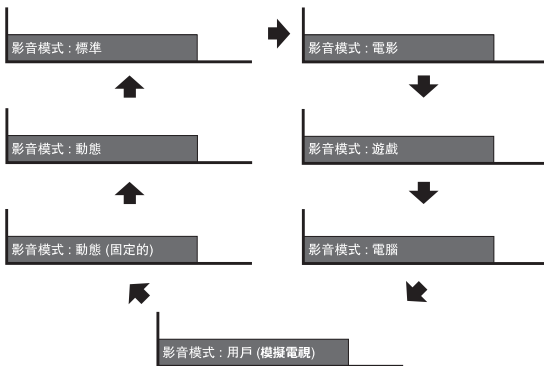 影音模式 : 標準
影音模式 : 電影
影音模式 : 動態
影音模式 : 遊戲
影音模式 : 動態 (固定的)
影音模式 : 電腦
影音模式 : 用戶 (模擬電視)